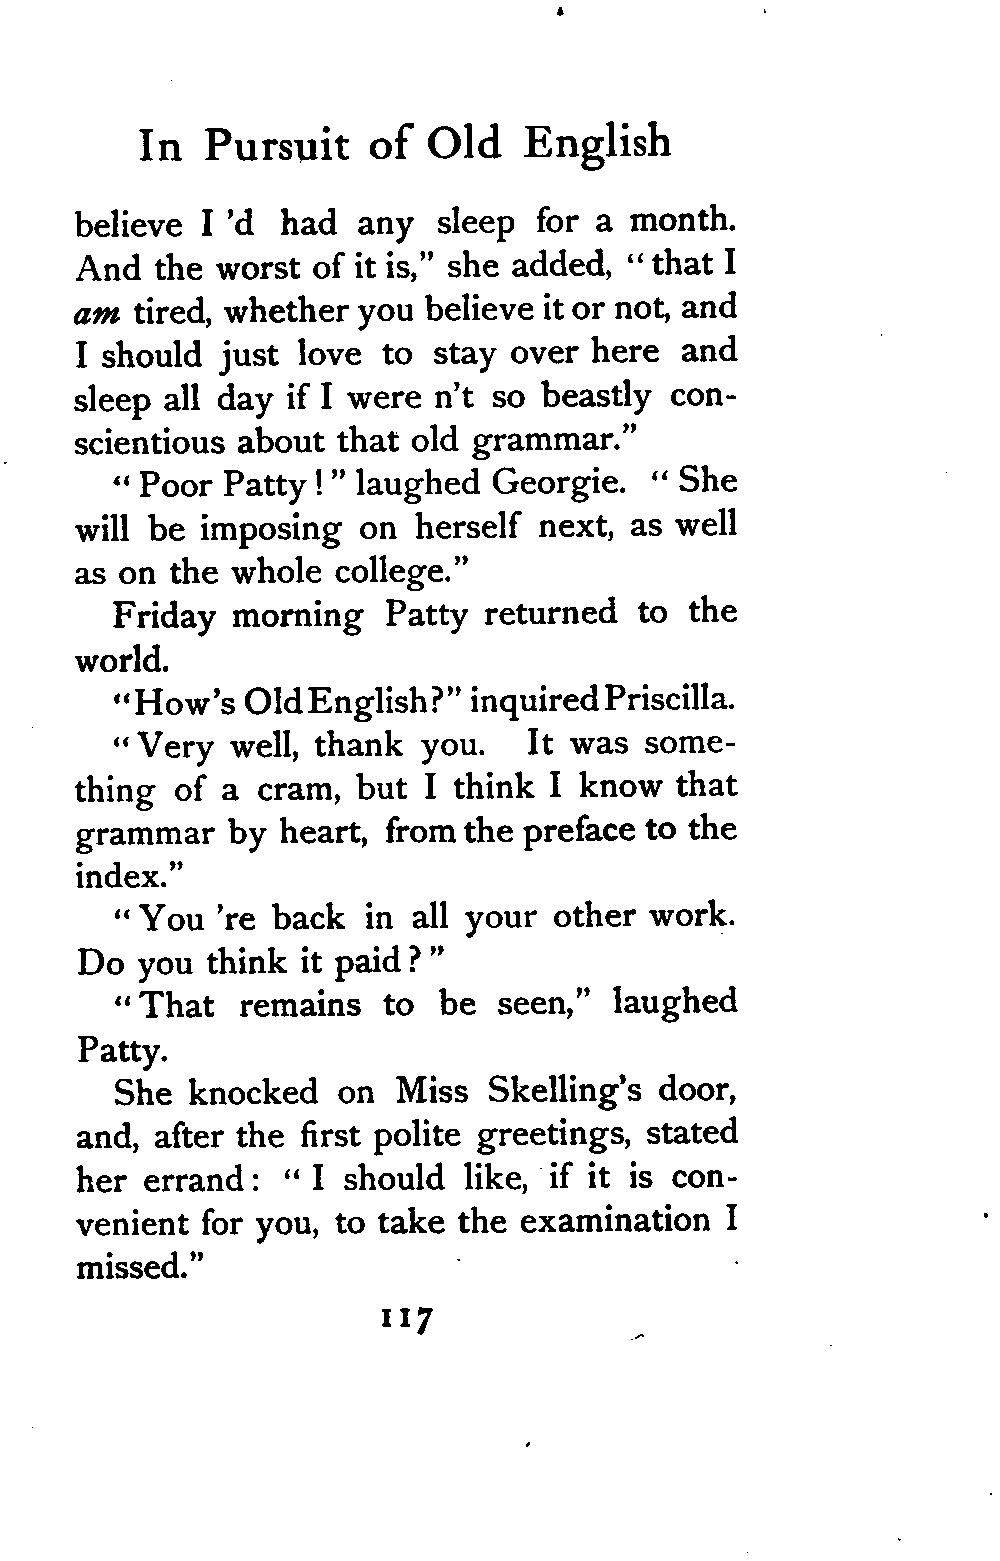 In Pursuit of Old English
believe I 'd had any sleep for a month.
And the worst of it is," she added, "that I
am tired, whether you believe it or not, and
I should just love to stay over here and
sleep all day if I were n't so beastly con-
scientious about that old grammar."
"Poor Patty!" laughed Georgie. "She
will be imposing on herself next, as well
as on the whole college."
Friday morning Patty returned to the
world.
"How's Old English?" inquired Priscilla.
"Very well, thank you. It was some-
thing of a cram, but I think I know that
grammar by heart, from the preface to the
index."
"You 're back in all your other work.
Do you think it paid?"
"That remains to be seen," laughed
Patty.
She knocked on Miss Skelling's door,
and, after the first polite greetings, stated
her errand: "I should like, if it is con-
venient for you, to take the examination I
missed."
117